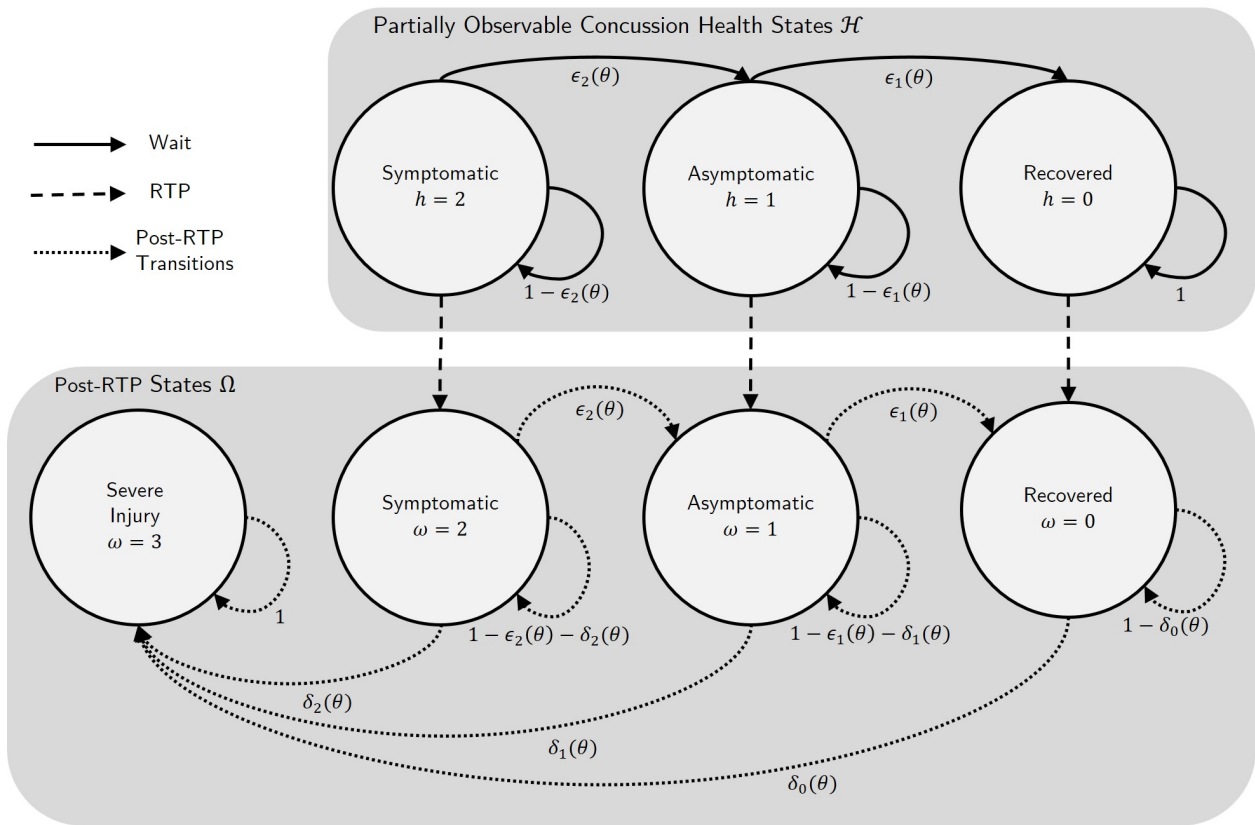 Partially Observable Concussion Health States ℋ
ϵ₂(θ)
ϵ₁(θ)
Wait
RTP
Post-RTP
Transitions
Symptomatic
h = 2
Asymptomatic
h = 1
Recovered
h = 0
1 − ϵ₂(θ)
1 − ϵ₁(θ)
1
Post-RTP States Ω
ϵ₂(θ)
ϵ₁(θ)
Severe
Injury
ω = 3
Symptomatic
ω = 2
Asymptomatic
ω = 1
Recovered
ω = 0
1
1 − ϵ₂(θ) − δ₂(θ)
1 − ϵ₁(θ) − δ₁(θ)
1 − δ₀(θ)
δ₂(θ)
δ₁(θ)
δ₀(θ)